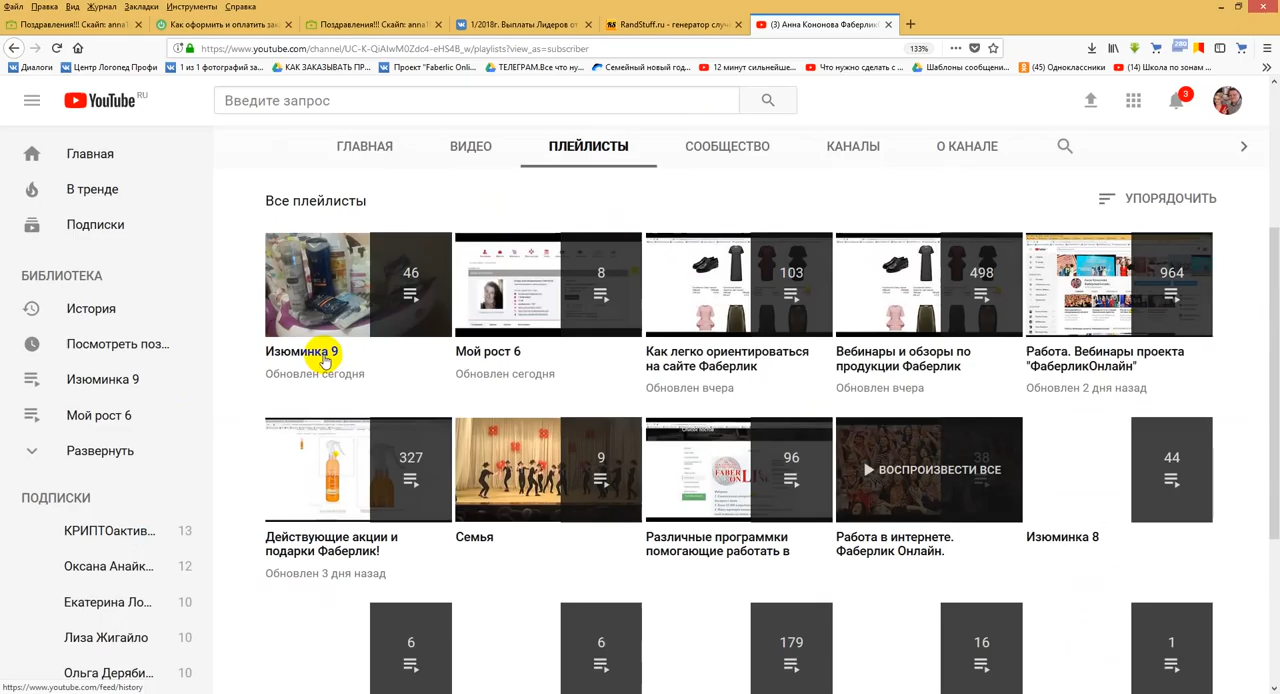 Файл Правка Вид Журнал Закладки Инструменты Справка
Поздравления!!! Скайп: anna1
Как оформить и оплатить зак
Поздравления!!! Скайп: anna1
1/2018г. Выплаты Лидеров от
RandStuff.ru - генератор случ
(3) Анна Кононова Фаберлик
https://www.youtube.com/channel/UC-K-QiAlwM0Zdc4-eHS4B_w/playlists?view_as=subscriber
133%
280
Диалоги
Центр Логопед Профи
1 из 1 фотографий за...
КАК ЗАКАЗЫВАТЬ ПР...
Проект "Faberlic Onli...
ТЕЛЕГРАМ.Все что ну...
Семейный новый год...
12 минут сильнейше...
Что нужно сделать с ...
Шаблоны сообщени...
(45) Одноклассники
(14) Школа по зонам ...
YouTube RU
Введите запрос
3
Главная
В тренде
Подписки
БИБЛИОТЕКА
История
Посмотреть поз...
Изюминка 9
Мой рост 6
Развернуть
ПОДПИСКИ
КРИПТОактив... 13
Оксана Анайк... 12
Екатерина Ло... 10
Лиза Жигайло 10
Ольга Деряби... 10
ГЛАВНАЯ ВИДЕО ПЛЕЙЛИСТЫ СООБЩЕСТВО КАНАЛЫ О КАНАЛЕ
Все плейлисты
УПОРЯДОЧИТЬ
46
Изюминка 9
Обновлен сегодня
8
Мой рост 6
Обновлен сегодня
103
Как легко ориентироваться
на сайте Фаберлик
Обновлен вчера
498
Вебинары и обзоры по
продукции Фаберлик
Обновлен вчера
964
Работа. Вебинары проекта
"ФаберликОнлайн"
Обновлен 2 дня назад
327
Действующие акции и
подарки Фаберлик!
Обновлен 3 дня назад
9
Семья
96
Различные программки
помогающие работать в
38
ВОСПРОИЗВЕСТИ ВСЕ
Работа в интернете.
Фаберлик Онлайн.
44
Изюминка 8
6
6
179
16
1
https://www.youtube.com/feed/history